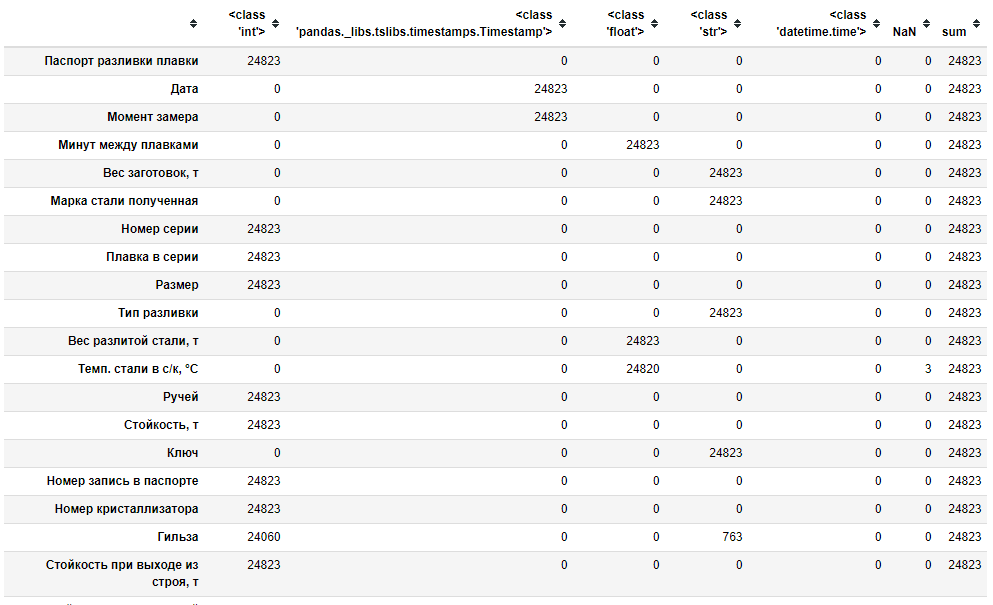 <class 'int'> <class 'pandas._libs.tslibs.timestamps.Timestamp'> <class 'float'> <class 'str'> <class 'datetime.time'> NaN sum
Паспорт разливки плавки 24823 0 0 0 0 0 24823
Дата 0 24823 0 0 0 0 24823
Момент замера 0 24823 0 0 0 0 24823
Минут между плавками 0 0 24823 0 0 0 24823
Вес заготовок, т 0 0 0 24823 0 0 24823
Марка стали полученная 0 0 0 24823 0 0 24823
Номер серии 24823 0 0 0 0 0 24823
Плавка в серии 24823 0 0 0 0 0 24823
Размер 24823 0 0 0 0 0 24823
Тип разливки 0 0 0 24823 0 0 24823
Вес разлитой стали, т 0 0 24823 0 0 0 24823
Темп. стали в с/к, °C 0 0 24820 0 0 3 24823
Ручей 24823 0 0 0 0 0 24823
Стойкость, т 24823 0 0 0 0 0 24823
Ключ 0 0 0 24823 0 0 24823
Номер запись в паспорте 24823 0 0 0 0 0 24823
Номер кристаллизатора 24823 0 0 0 0 0 24823
Гильза 24060 0 0 763 0 0 24823
Стойкость при выходе из строя, т 24823 0 0 0 0 0 24823